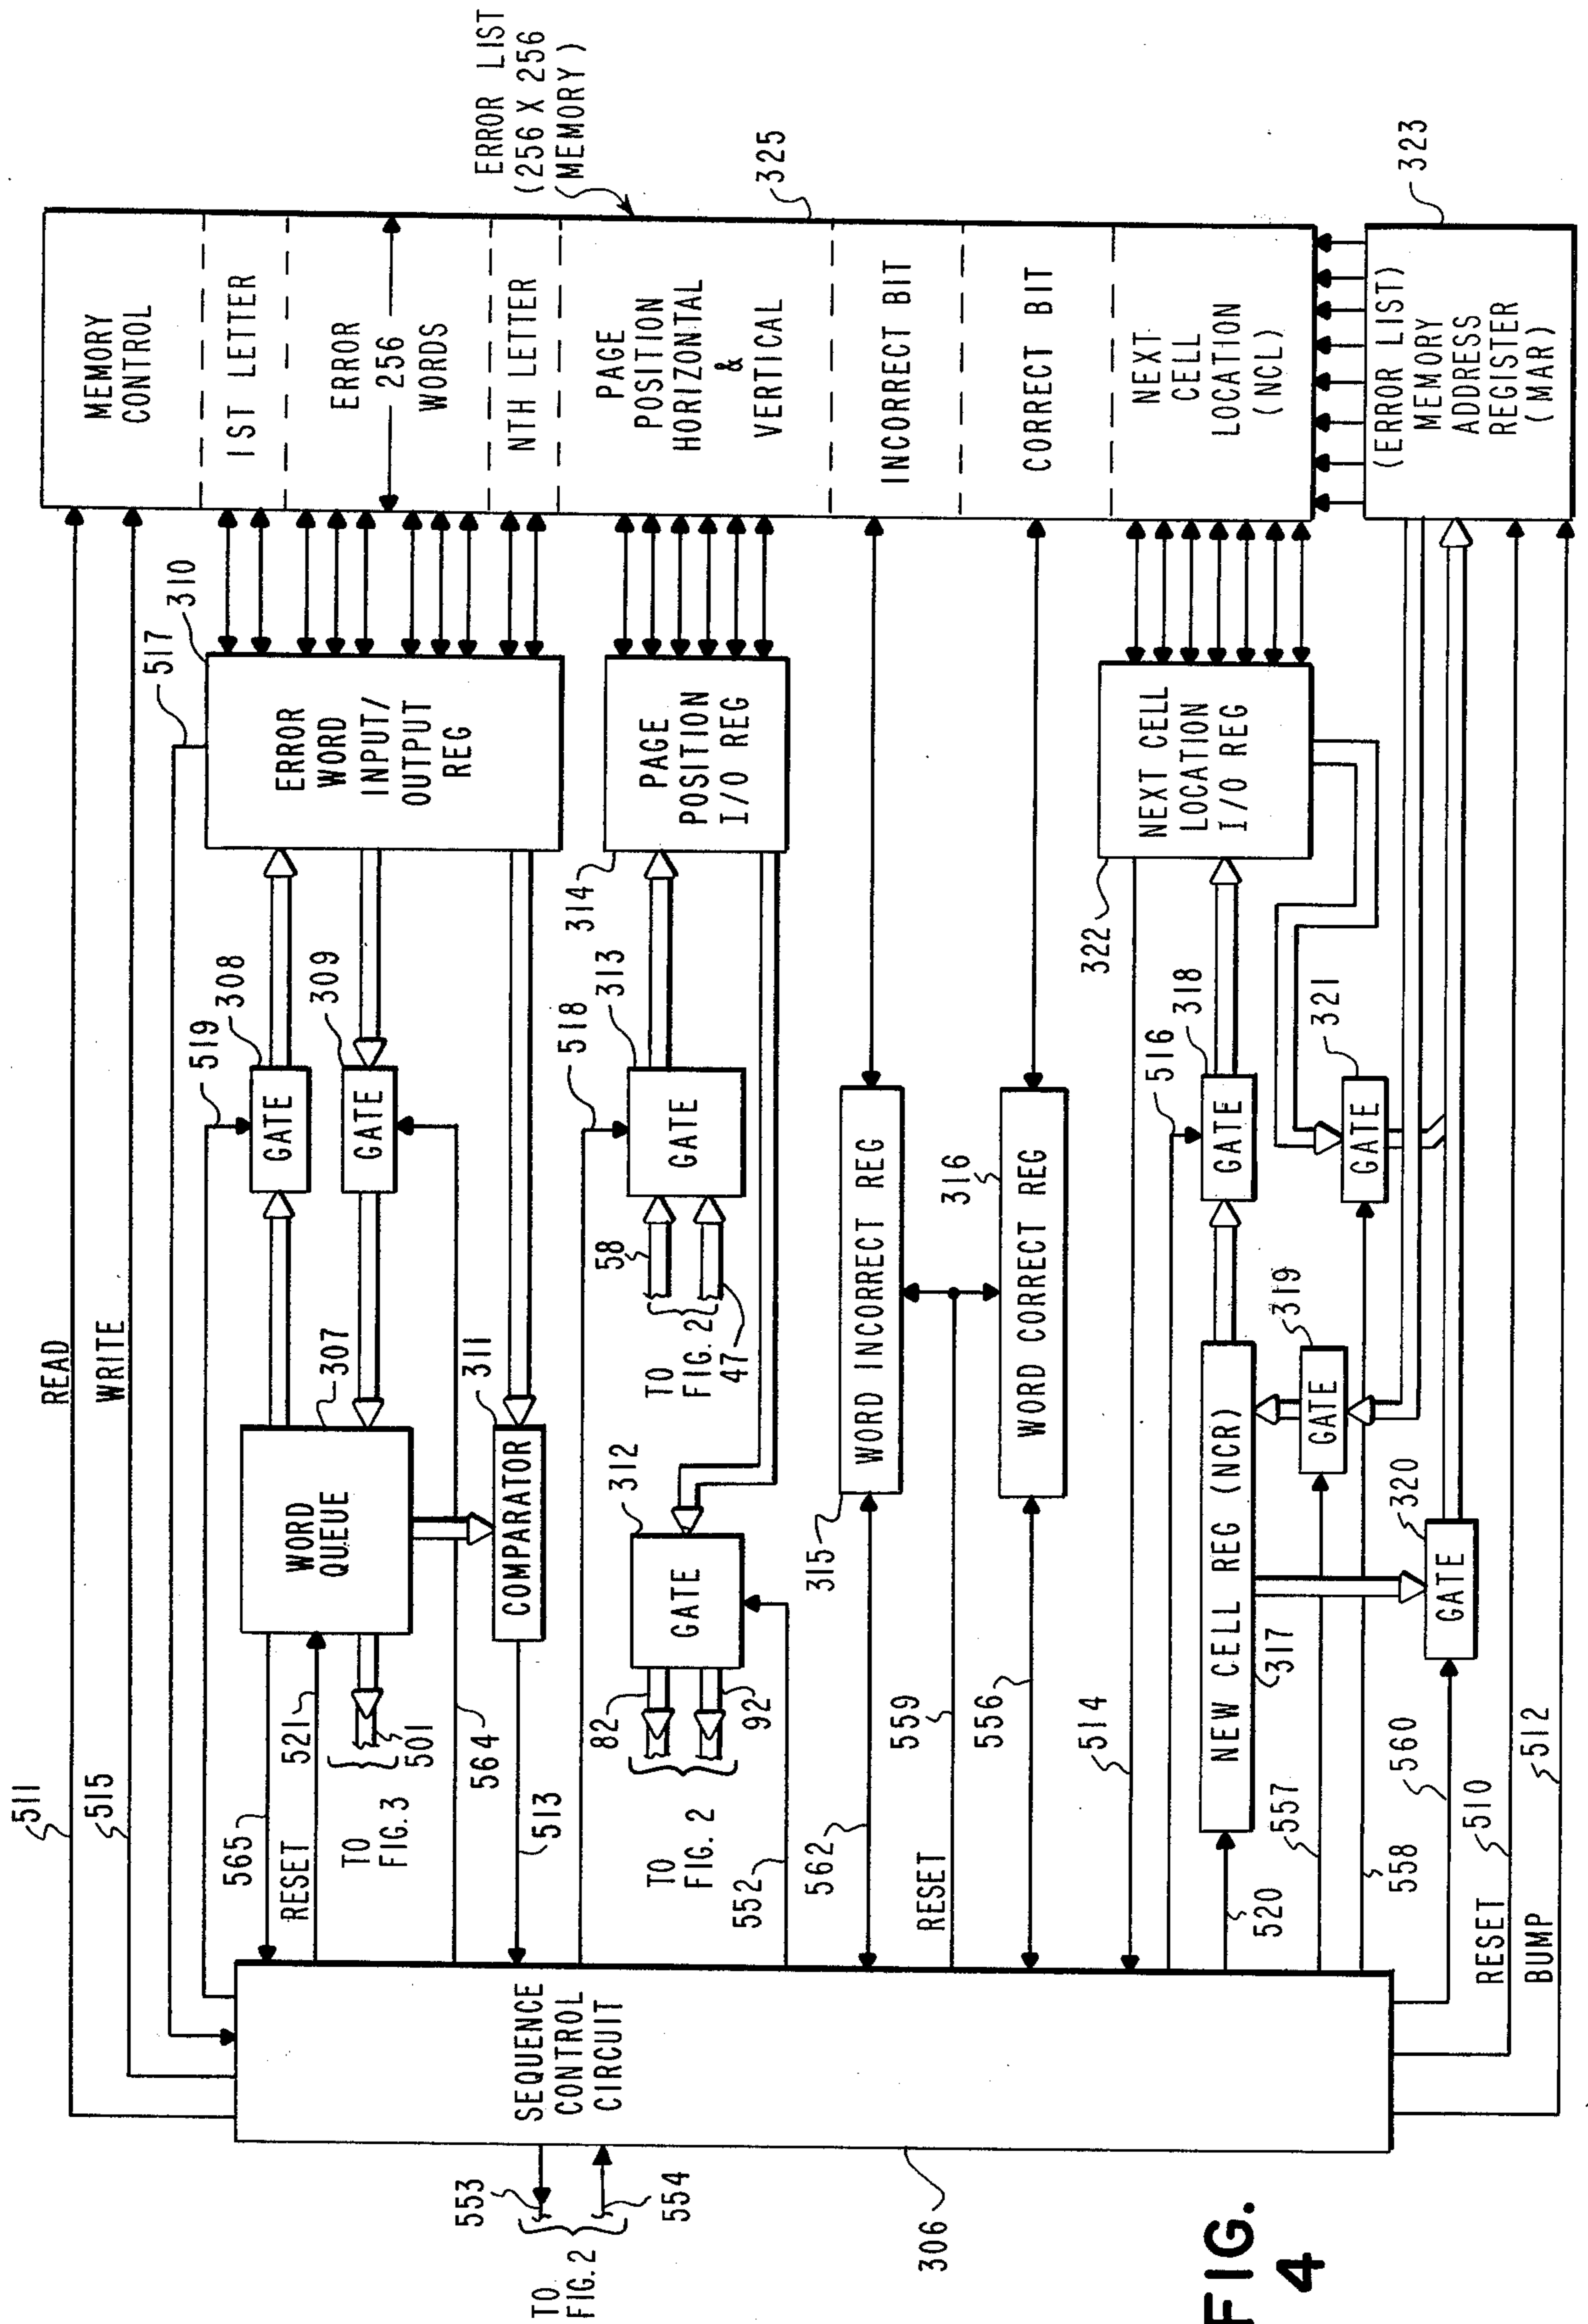 511
READ
515
WRITE
517
310
519
308
309
ERROR
WORD
INPUT/
OUTPUT
REG
MEMORY
CONTROL
1ST LETTER
ERROR
256
WORDS
NTH LETTER
PAGE
POSITION
HORIZONTAL
&
VERTICAL
INCORRECT BIT
CORRECT BIT
NEXT
CELL
LOCATION
(NCL)
ERROR LIST
(256 X 256
MEMORY)
325
(ERROR LIST)
MEMORY
ADDRESS
REGISTER
(MAR)
323
565
RESET
521
TO
FIG. 3
501
564
513
WORD
QUEUE
307
GATE
GATE
311
COMPARATOR
518
313
314
PAGE
POSITION
I/O REG
GATE
58
TO
FIG. 2
47
312
GATE
82
92
TO
FIG. 2
552
315
WORD INCORRECT REG
562
RESET
559
316
WORD CORRECT REG
556
514
516
318
322
NEXT CELL
LOCATION
I/O REG
GATE
NEW CELL REG (NCR)
317
520
319
GATE
321
GATE
557
558
320
GATE
560
RESET
510
BUMP
512
SEQUENCE
CONTROL
CIRCUIT
306
553
554
TO
FIG. 2
FIG.
4